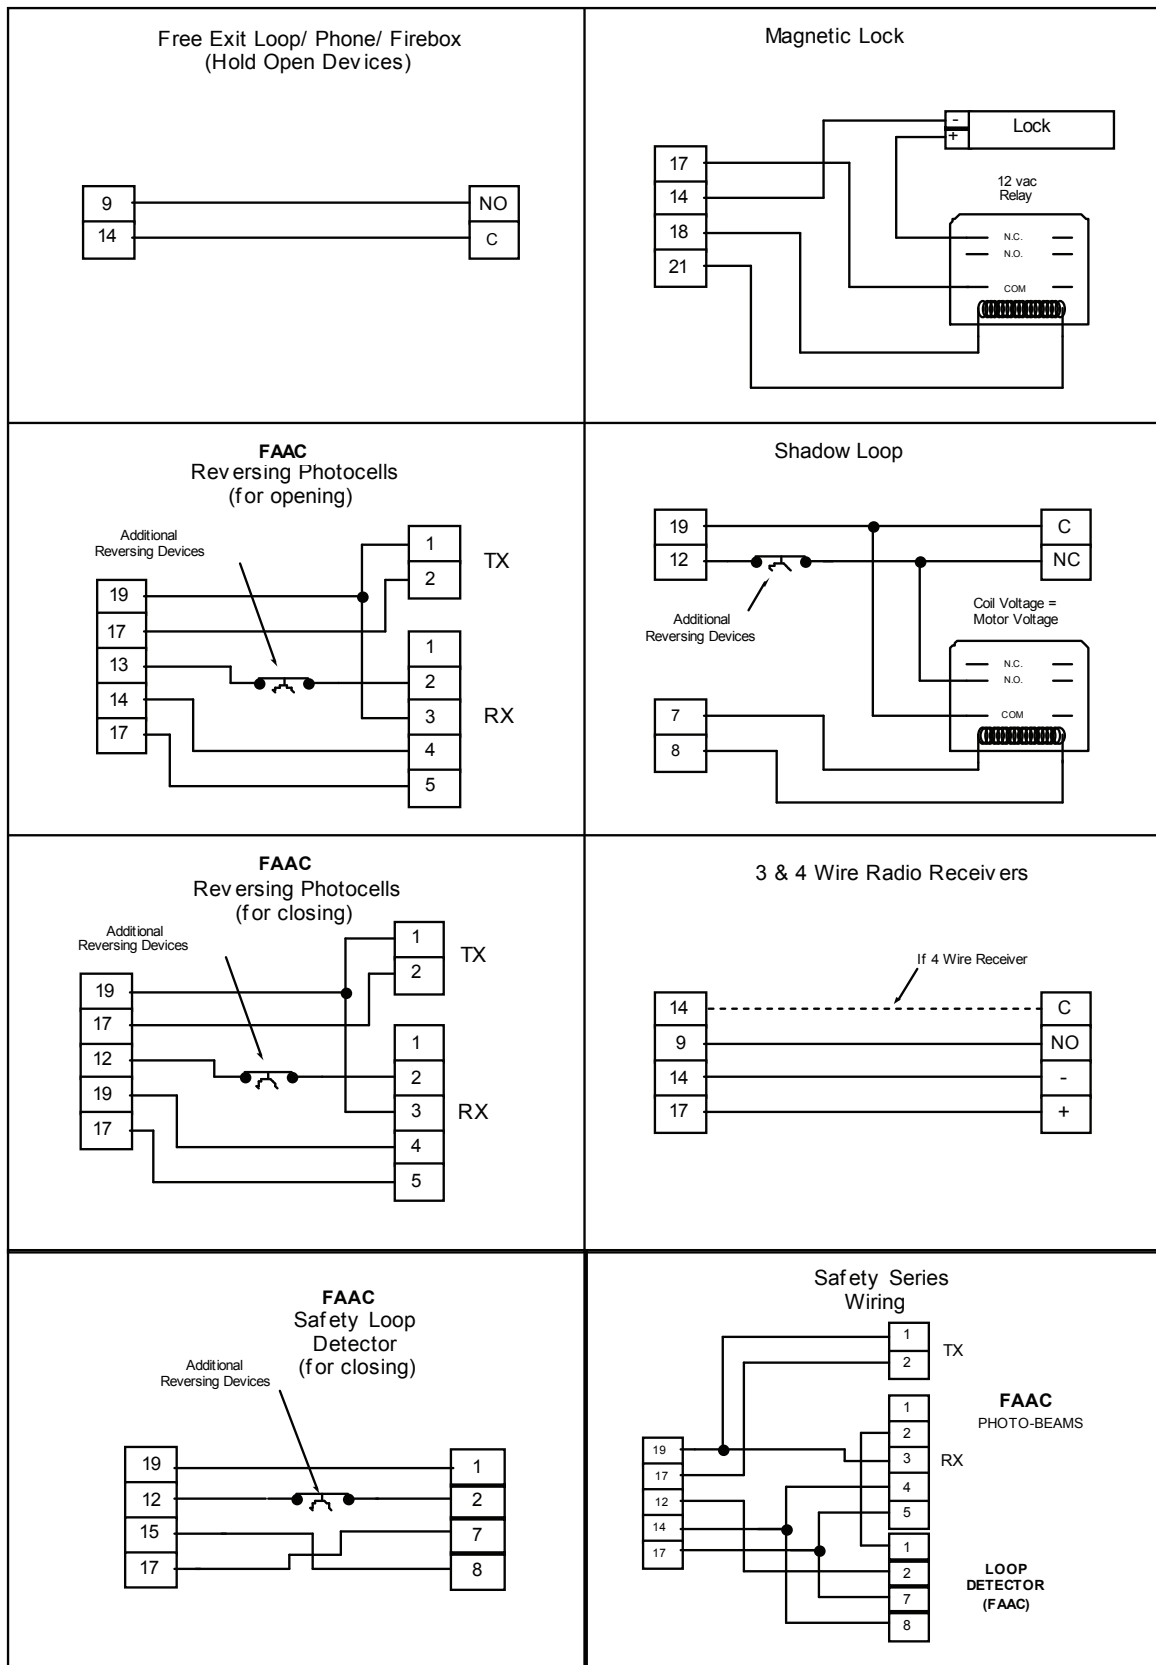 Free Exit Loop/ Phone/ Firebox
(Hold Open Devices)
9
14
NO
C
Magnetic Lock
-
+
Lock
17
14
18
21
12 vac
Relay
N.C.
N.O.
COM
FAAC
Reversing Photocells
(for opening)
Additional
Reversing Devices
1
2
TX
19
17
13
14
17
1
2
3
4
5
RX
Shadow Loop
19
12
C
NC
Additional
Reversing Devices
Coil Voltage =
Motor Voltage
N.C.
N.O.
COM
7
8
FAAC
Reversing Photocells
(for closing)
Additional
Reversing Devices
1
2
TX
19
17
12
19
17
1
2
3
4
5
RX
3 & 4 Wire Radio Receivers
If 4 Wire Receiver
14
9
14
17
C
NO
-
+
FAAC
Safety Loop
Detector
(for closing)
Additional
Reversing Devices
19
12
15
17
1
2
7
8
Safety Series
Wiring
1
2
TX
FAAC
PHOTO-BEAMS
1
2
3
4
5
RX
19
17
12
14
17
1
2
7
8
LOOP
DETECTOR
(FAAC)